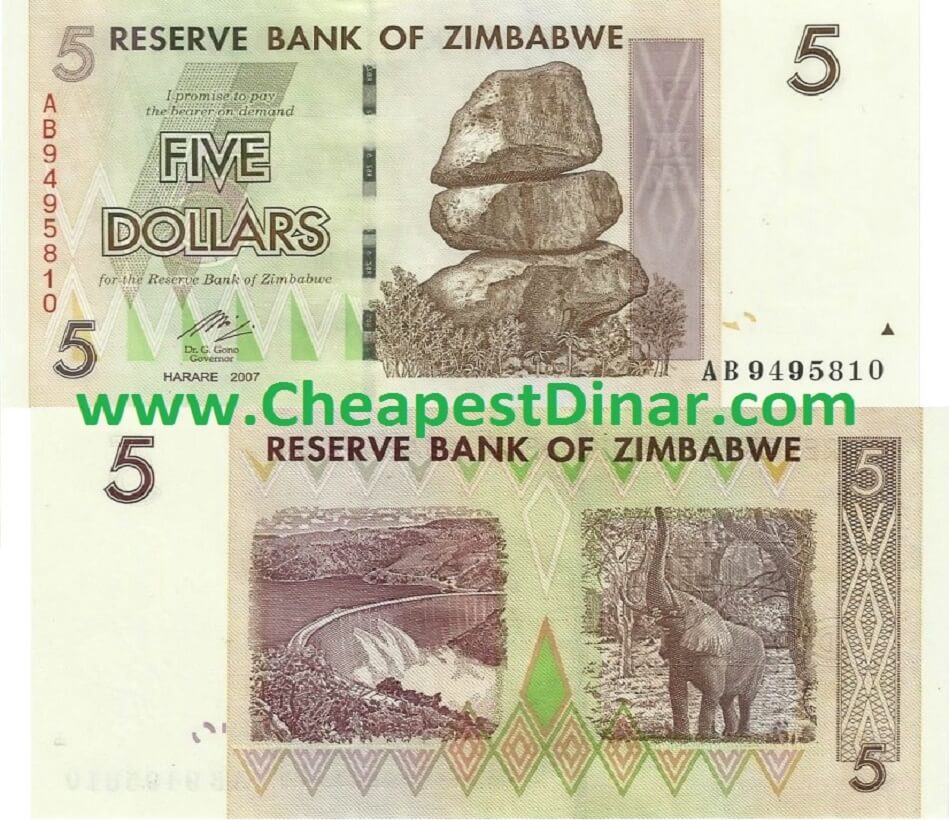 5
RESERVE BANK OF ZIMBABWE
5
I promise to pay
the bearer on demand
FIVE
DOLLARS
for the Reserve Bank of Zimbabwe
AB9495810
5
Dr. G. Gono
Governor
HARARE 2007
AB9495810
www.CheapestDinar.com
5
RESERVE BANK OF ZIMBABWE
5
5